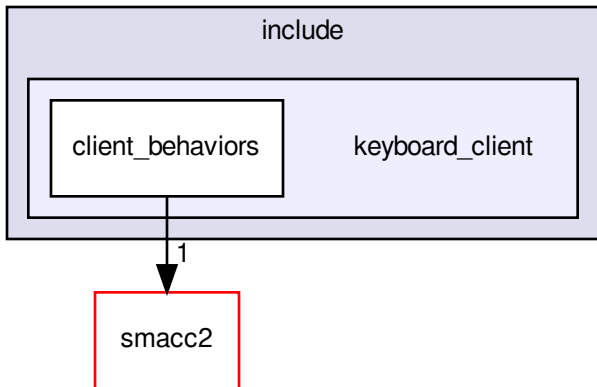 include
client_behaviors
keyboard_client
1
smacc2